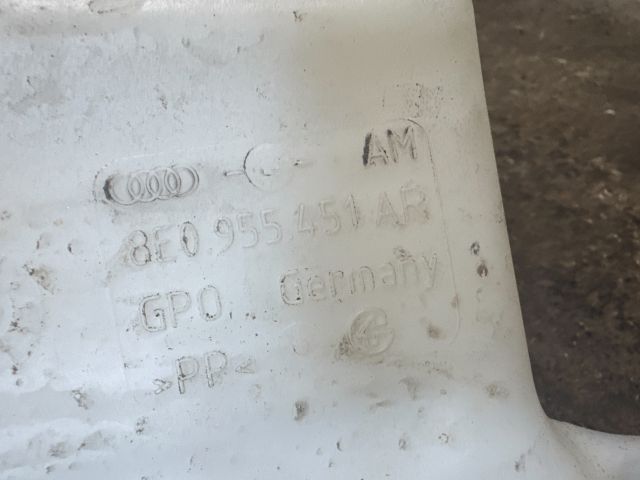 AM
8E0 955.451 AR
GPO Germany
>PP<